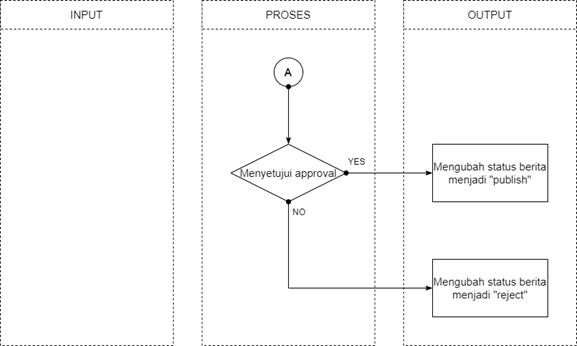 INPUT
PROSES
OUTPUT
A
Menyetujui approval
YES
Mengubah status berita
menjadi "publish"
NO
Mengubah status berita
menjadi "reject"